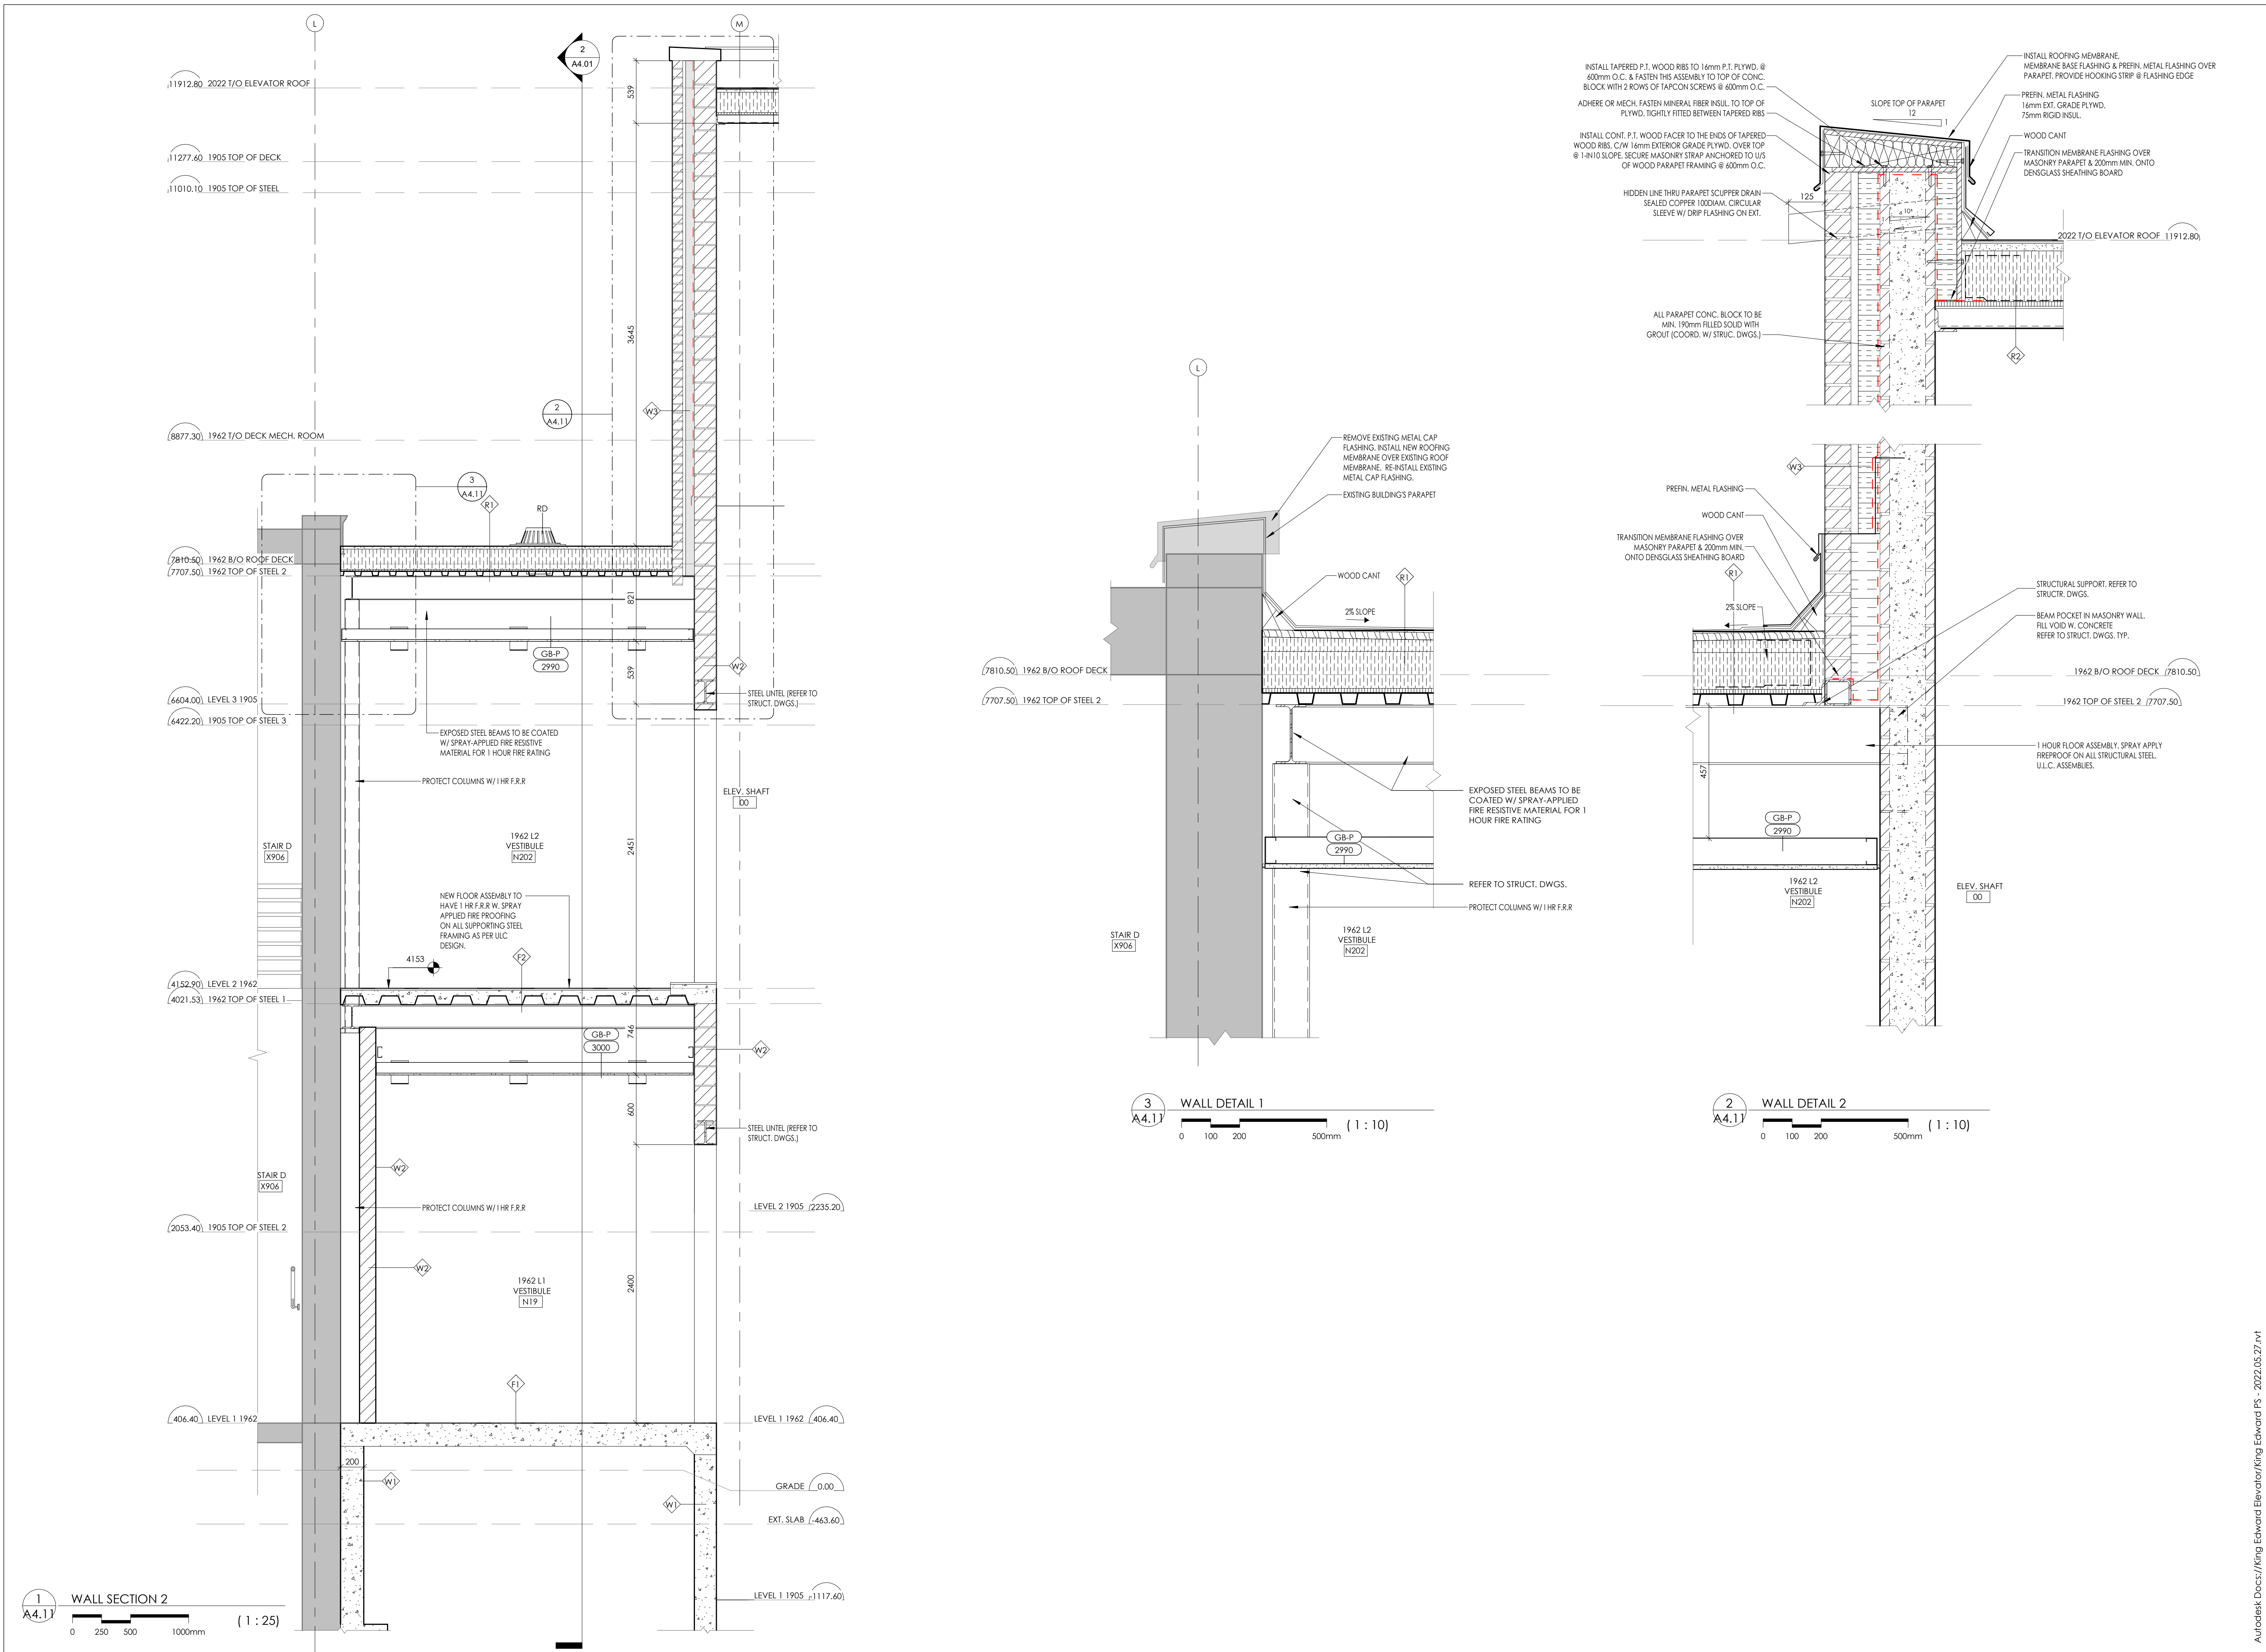 L
M
2
A4.01
11912.80 2022 T/O ELEVATOR ROOF
539
11277.60 1905 TOP OF DECK
11010.10 1905 TOP OF STEEL
3645
2
A4.11
W3
8877.30 1962 T/O DECK MECH. ROOM
3
A4.11
R1
RD
7810.50 1962 B/O ROOF DECK
7707.50 1962 TOP OF STEEL 2
821
GB-P
2990
W2
539
STEEL LINTEL (REFER TO
STRUCT. DWGS.)
6604.00 LEVEL 3 1905
6422.20 1905 TOP OF STEEL 3
EXPOSED STEEL BEAMS TO BE COATED
W/ SPRAY-APPLIED FIRE RESISTIVE
MATERIAL FOR 1 HOUR FIRE RATING
PROTECT COLUMNS W/ I HR F.R.R
ELEV. SHAFT
00
STAIR D
X906
1962 L2
VESTIBULE
N202
2451
NEW FLOOR ASSEMBLY TO
HAVE 1 HR F.R.R W. SPRAY
APPLIED FIRE PROOFING
ON ALL SUPPORTING STEEL
FRAMING AS PER ULC
DESIGN.
4153
F2
4152.90 LEVEL 2 1962
4021.53 1962 TOP OF STEEL 1
746
GB-P
3000
W2
600
STEEL LINTEL (REFER TO
STRUCT. DWGS.)
W2
STAIR D
X906
PROTECT COLUMNS W/ I HR F.R.R
LEVEL 2 1905 2235.20
2053.40 1905 TOP OF STEEL 2
W2
1962 L1
VESTIBULE
N19
2400
F1
406.40 LEVEL 1 1962
LEVEL 1 1962 406.40
200
W1
W1
GRADE 0.00
EXT. SLAB -463.60
LEVEL 1 1905 -1117.60
1
A4.11
WALL SECTION 2
0 250 500 1000mm
( 1 : 25)
L
REMOVE EXISTING METAL CAP
FLASHING. INSTALL NEW ROOFING
MEMBRANE OVER EXISTING ROOF
MEMBRANE. RE-INSTALL EXISTING
METAL CAP FLASHING.
EXISTING BUILDING'S PARAPET
WOOD CANT
R1
2% SLOPE
7810.50 1962 B/O ROOF DECK
7707.50 1962 TOP OF STEEL 2
EXPOSED STEEL BEAMS TO BE
COATED W/ SPRAY-APPLIED
FIRE RESISTIVE MATERIAL FOR 1
HOUR FIRE RATING
GB-P
2990
REFER TO STRUCT. DWGS.
PROTECT COLUMNS W/ I HR F.R.R
STAIR D
X906
1962 L2
VESTIBULE
N202
3
A4.11
WALL DETAIL 1
0 100 200 500mm
( 1 : 10)
INSTALL TAPERED P.T. WOOD RIBS TO 16mm P.T. PLYWD. @
600mm O.C. & FASTEN THIS ASSEMBLY TO TOP OF CONC.
BLOCK WITH 2 ROWS OF TAPCON SCREWS @ 600mm O.C.
ADHERE OR MECH. FASTEN MINERAL FIBER INSUL. TO TOP OF
PLYWD. TIGHTLY FITTED BETWEEN TAPERED RIBS
INSTALL CONT. P.T. WOOD FACER TO THE ENDS OF TAPERED
WOOD RIBS, C/W 16mm EXTERIOR GRADE PLYWD. OVER TOP
@ 1-IN10 SLOPE. SECURE MASONRY STRAP ANCHORED TO U/S
OF WOOD PARAPET FRAMING @ 600mm O.C.
HIDDEN LINE THRU PARAPET SCUPPER DRAIN
SEALED COPPER 100DIAM. CIRCULAR
SLEEVE W/ DRIP FLASHING ON EXT.
125
10°
SLOPE TOP OF PARAPET
12
1
INSTALL ROOFING MEMBRANE,
MEMBRANE BASE FLASHING & PREFIN. METAL FLASHING OVER
PARAPET. PROVIDE HOOKING STRIP @ FLASHING EDGE
PREFIN. METAL FLASHING
16mm EXT. GRADE PLYWD.
75mm RIGID INSUL.
WOOD CANT
TRANSITION MEMBRANE FLASHING OVER
MASONRY PARAPET & 200mm MIN. ONTO
DENSGLASS SHEATHING BOARD
2022 T/O ELEVATOR ROOF 11912.80
ALL PARAPET CONC. BLOCK TO BE
MIN. 190mm FILLED SOLID WITH
GROUT (COORD. W/ STRUC. DWGS.)
R2
W3
PREFIN. METAL FLASHING
WOOD CANT
TRANSITION MEMBRANE FLASHING OVER
MASONRY PARAPET & 200mm MIN.
ONTO DENSGLASS SHEATHING BOARD
R1
2% SLOPE
STRUCTURAL SUPPORT. REFER TO
STRUCTR. DWGS.
BEAM POCKET IN MASONRY WALL.
FILL VOID W. CONCRETE
REFER TO STRUCT. DWGS. TYP.
1962 B/O ROOF DECK 7810.50
1962 TOP OF STEEL 2 7707.50
1 HOUR FLOOR ASSEMBLY. SPRAY APPLY
FIREPROOF ON ALL STRUCTURAL STEEL.
U.L.C. ASSEMBLIES.
457
GB-P
2990
1962 L2
VESTIBULE
N202
ELEV. SHAFT
00
2
A4.11
WALL DETAIL 2
0 100 200 500mm
( 1 : 10)
Autodesk Docs://King Edward Elevator/King Edward PS - 2022.05.27.rvt